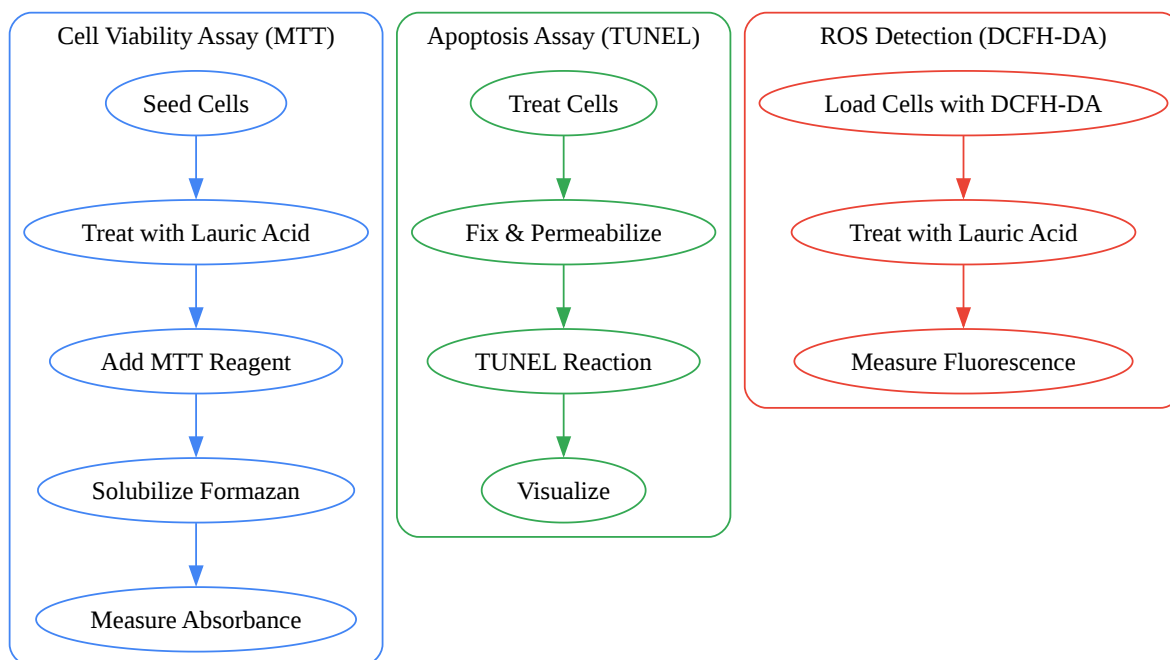 Cell Viability Assay (MTT)
Seed Cells
Treat with Lauric Acid
Add MTT Reagent
Solubilize Formazan
Measure Absorbance
Apoptosis Assay (TUNEL)
Treat Cells
Fix & Permeabilize
TUNEL Reaction
Visualize
ROS Detection (DCFH-DA)
Load Cells with DCFH-DA
Treat with Lauric Acid
Measure Fluorescence